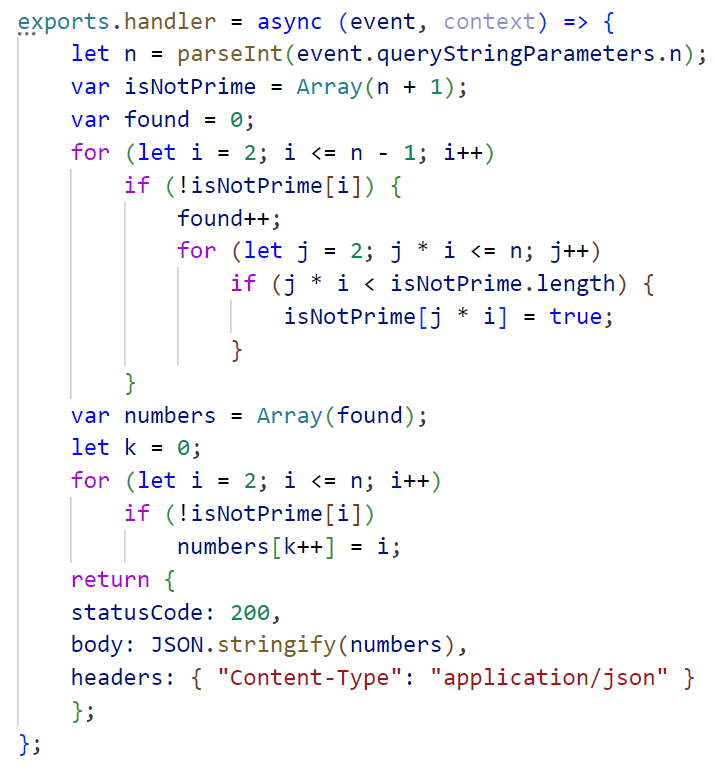 exports.handler = async (event, context) => {
    let n = parseInt(event.queryStringParameters.n);
    var isNotPrime = Array(n + 1);
    var found = 0;
    for (let i = 2; i <= n - 1; i++)
        if (!isNotPrime[i]) {
            found++;
            for (let j = 2; j * i <= n; j++)
                if (j * i < isNotPrime.length) {
                    isNotPrime[j * i] = true;
                }
        }
    var numbers = Array(found);
    let k = 0;
    for (let i = 2; i <= n; i++)
        if (!isNotPrime[i])
            numbers[k++] = i;
    return {
    statusCode: 200,
    body: JSON.stringify(numbers),
    headers: { "Content-Type": "application/json" }
    };
};